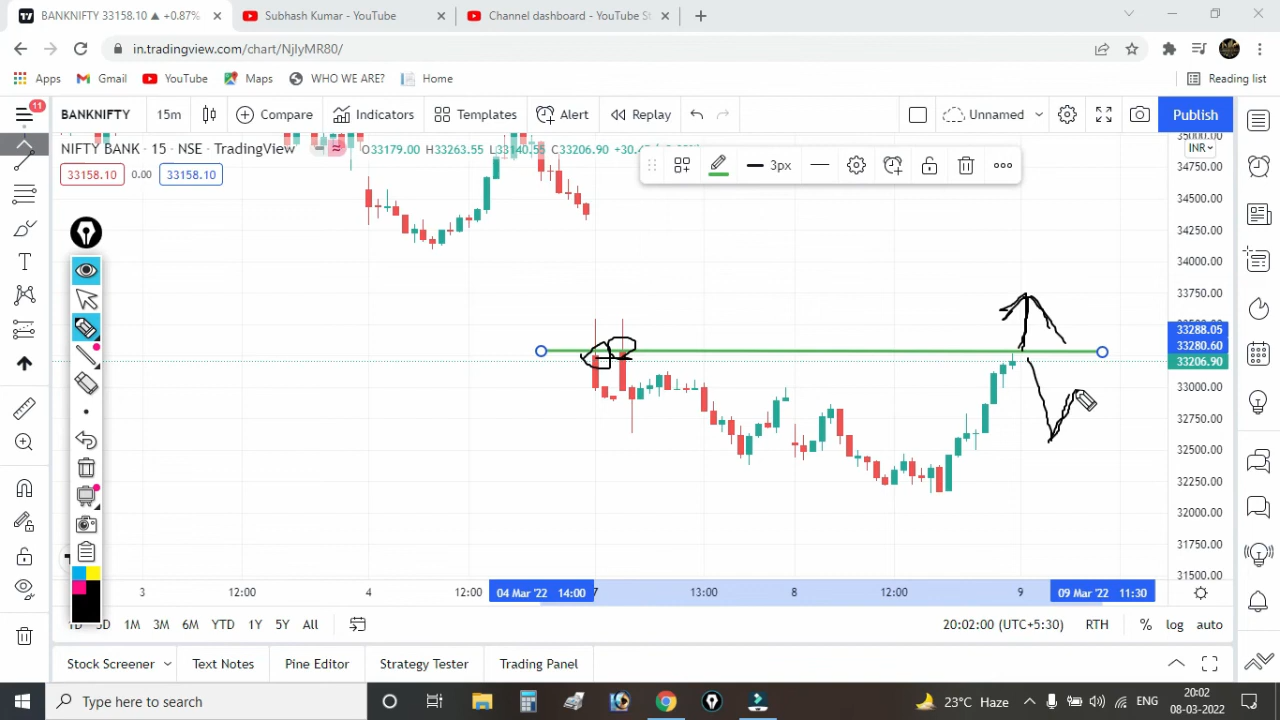 BANKNIFTY 33158.10 ▲ +0.87%
Subhash Kumar - YouTube
Channel dashboard - YouTube St
in.tradingview.com/chart/NjlyMR80/
Apps
Gmail
YouTube
Maps
WHO WE ARE?
Home
Reading list
11
BANKNIFTY
15m
Compare
Indicators
Templates
Alert
Replay
Unnamed
Publish
NIFTY BANK · 15 · NSE · TradingView
O33179.00 H33263.55 L33140.55 C33206.90
33158.10
0.00
33158.10
3px
35000.00
INR
34750.00
34500.00
34250.00
34000.00
33750.00
33288.05
33280.60
33206.90
33000.00
32750.00
32500.00
32250.00
32000.00
31750.00
31500.00
3
12:00
4
12:00
04 Mar '22 14:00
7
13:00
8
12:00
9
09 Mar '22 11:30
1M
3M
6M
YTD
1Y
5Y
All
20:02:00 (UTC+5:30)
RTH
%
log
auto
Stock Screener
Text Notes
Pine Editor
Strategy Tester
Trading Panel
Type here to search
23°C Haze
ENG
20:02
08-03-2022